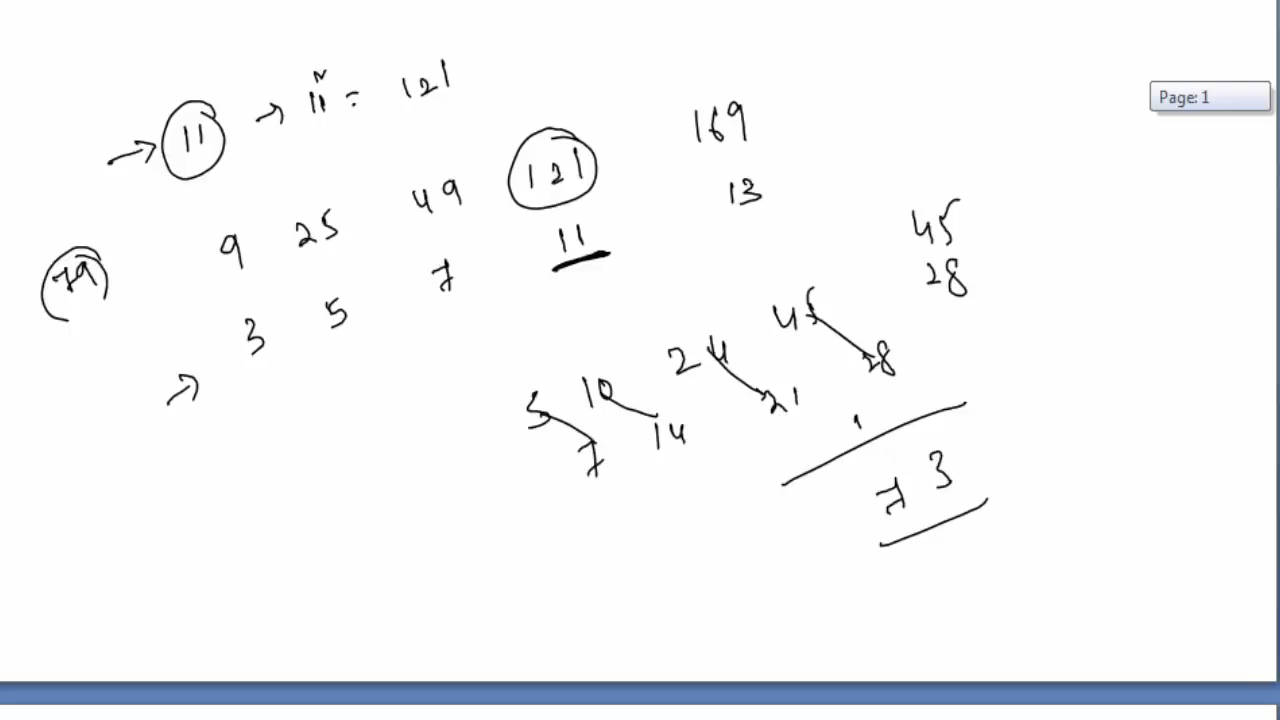 Page: 1
→ 11 → 11² = 121
79 9 25 49 121 169
3 5 7 11 13
→
45
28
5 10 24 45
7 14 21 28
73